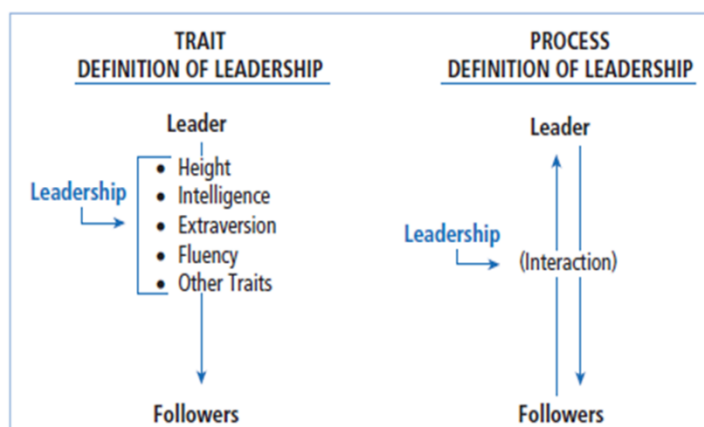 TRAIT
DEFINITION OF LEADERSHIP
Leader
Leadership
• Height
• Intelligence
• Extraversion
• Fluency
• Other Traits
Followers
PROCESS
DEFINITION OF LEADERSHIP
Leader
Leadership
(Interaction)
Followers